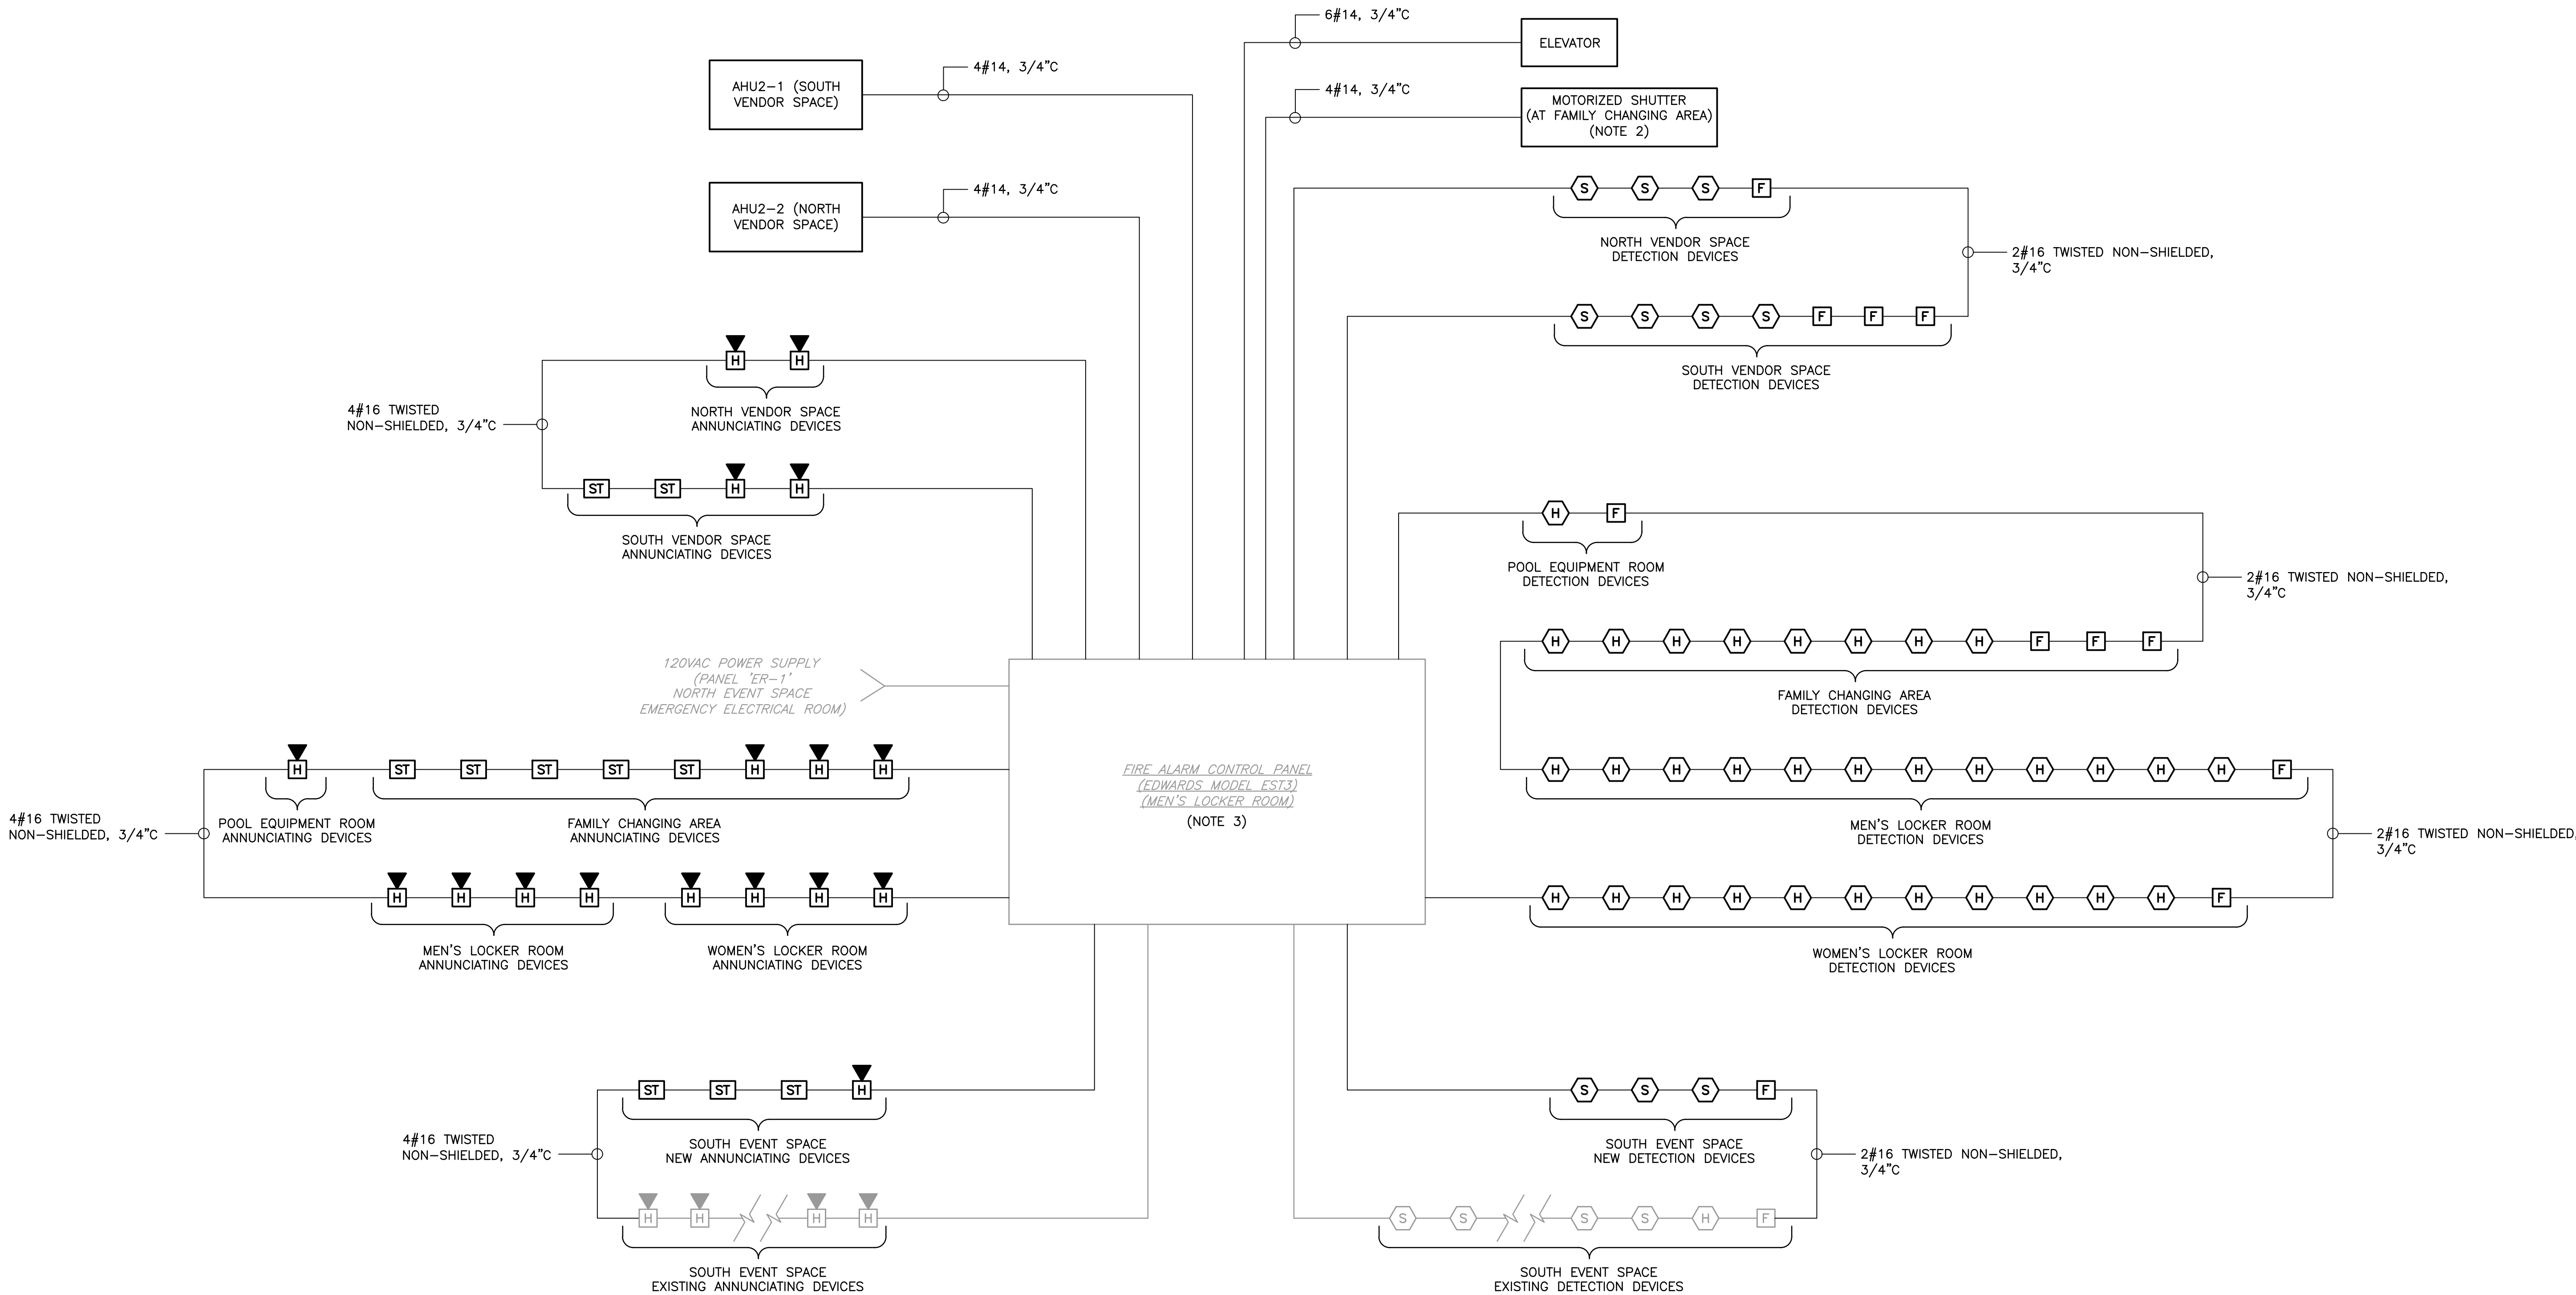 6#14, 3/4"C
ELEVATOR
AHU2-1 (SOUTH
VENDOR SPACE)
4#14, 3/4"C
4#14, 3/4"C
MOTORIZED SHUTTER
(AT FAMILY CHANGING AREA)
(NOTE 2)
AHU2-2 (NORTH
VENDOR SPACE)
4#14, 3/4"C
S S S F
NORTH VENDOR SPACE
DETECTION DEVICES
2#16 TWISTED NON-SHIELDED,
3/4"C
S S S S F F F
SOUTH VENDOR SPACE
DETECTION DEVICES
H H
NORTH VENDOR SPACE
ANNUNCIATING DEVICES
4#16 TWISTED
NON-SHIELDED, 3/4"C
ST ST H H
SOUTH VENDOR SPACE
ANNUNCIATING DEVICES
H F
POOL EQUIPMENT ROOM
DETECTION DEVICES
2#16 TWISTED NON-SHIELDED,
3/4"C
H H H H H H H H F F F
FAMILY CHANGING AREA
DETECTION DEVICES
120VAC POWER SUPPLY
(PANEL 'ER-1'
NORTH EVENT SPACE
EMERGENCY ELECTRICAL ROOM)
FIRE ALARM CONTROL PANEL
(EDWARDS MODEL EST3)
(MEN'S LOCKER ROOM)
(NOTE 3)
H ST ST ST ST ST H H H
POOL EQUIPMENT ROOM
ANNUNCIATING DEVICES
FAMILY CHANGING AREA
ANNUNCIATING DEVICES
4#16 TWISTED
NON-SHIELDED, 3/4"C
H H H H H H H H
MEN'S LOCKER ROOM
ANNUNCIATING DEVICES
WOMEN'S LOCKER ROOM
ANNUNCIATING DEVICES
H H H H H H H H H H H H F
MEN'S LOCKER ROOM
DETECTION DEVICES
2#16 TWISTED NON-SHIELDED,
3/4"C
H H H H H H H H H H H F
WOMEN'S LOCKER ROOM
DETECTION DEVICES
ST ST ST H
SOUTH EVENT SPACE
NEW ANNUNCIATING DEVICES
4#16 TWISTED
NON-SHIELDED, 3/4"C
H H H H
SOUTH EVENT SPACE
EXISTING ANNUNCIATING DEVICES
S S S F
SOUTH EVENT SPACE
NEW DETECTION DEVICES
2#16 TWISTED NON-SHIELDED,
3/4"C
S S S S H F
SOUTH EVENT SPACE
EXISTING DETECTION DEVICES